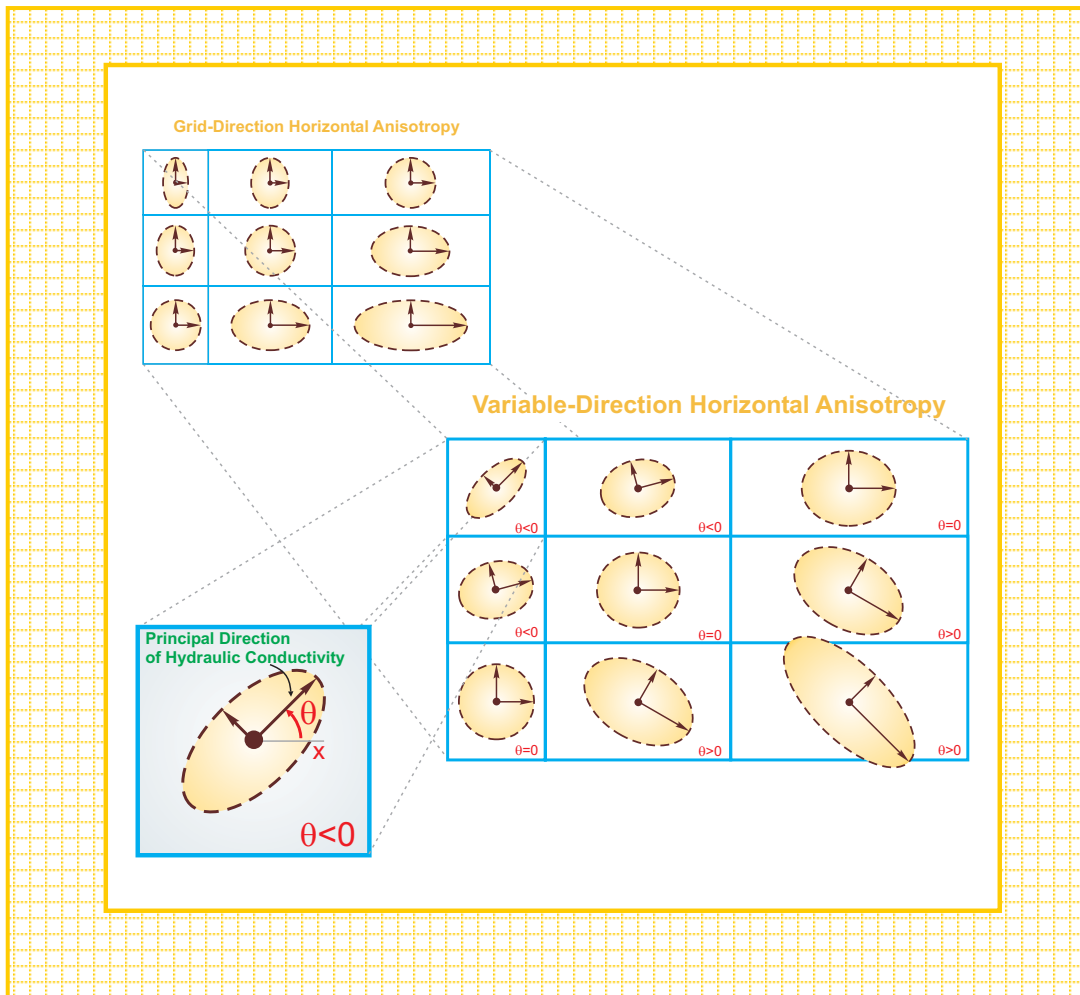 Grid-Direction Horizontal Anisotropy
Variable-Direction Horizontal Anisotropy
θ<0
θ<0
θ=0
θ<0
θ=0
θ>0
θ=0
θ>0
θ>0
Principal Direction
of Hydraulic Conductivity
θ
x
θ<0